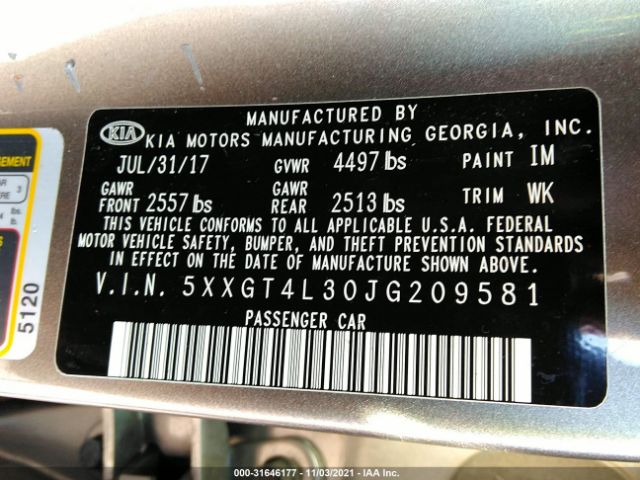 MANUFACTURED BY
KIA KIA MOTORS MANUFACTURING GEORGIA, INC.
JUL/31/17 GVWR 4497 lbs PAINT IM
GAWR FRONT 2557 lbs GAWR REAR 2513 lbs TRIM WK
THIS VEHICLE CONFORMS TO ALL APPLICABLE U.S.A. FEDERAL
MOTOR VEHICLE SAFETY, BUMPER, AND THEFT PREVENTION STANDARDS
IN EFFECT ON THE DATE OF MANUFACTURE SHOWN ABOVE.
V.I.N. 5XXGT4L30JG209581
PASSENGER CAR
5120
000-31646177 - 11/03/2021 - IAA Inc.